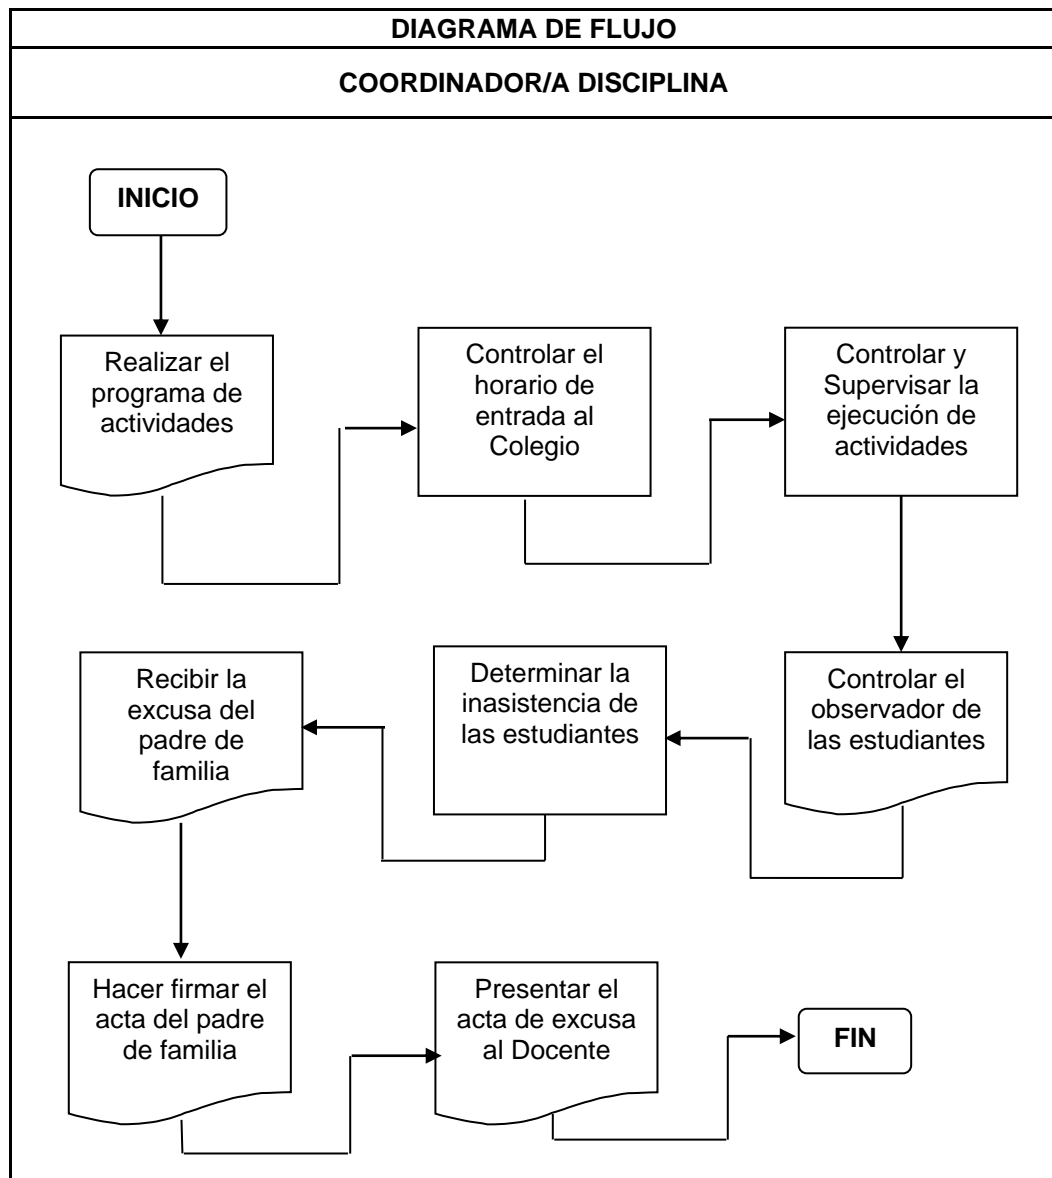 DIAGRAMA DE FLUJO
COORDINADOR/A DISCIPLINA
INICIO
Realizar el
programa de
actividades
Controlar el
horario de
entrada al
Colegio
Controlar y
Supervisar la
ejecución de
actividades
Controlar el
observador de
las estudiantes
Determinar la
inasistencia de
las estudiantes
Recibir la
excusa del
padre de
familia
Hacer firmar el
acta del padre
de familia
Presentar el
acta de excusa
al Docente
FIN